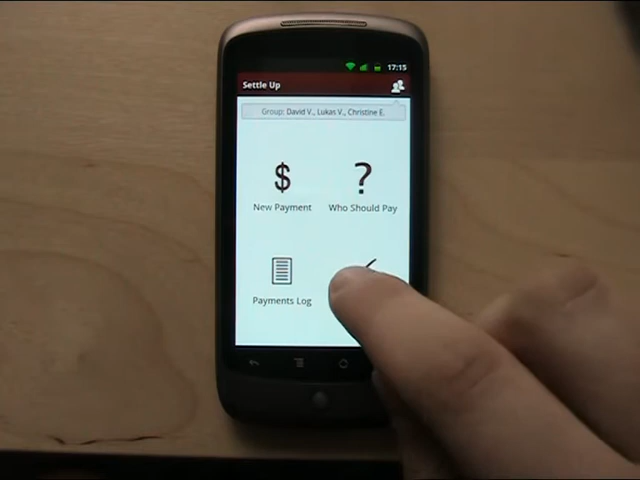 17:15
Settle Up
Group: David V., Lukas V., Christine E.
$ ?
New Payment Who Should Pay
Payments Log